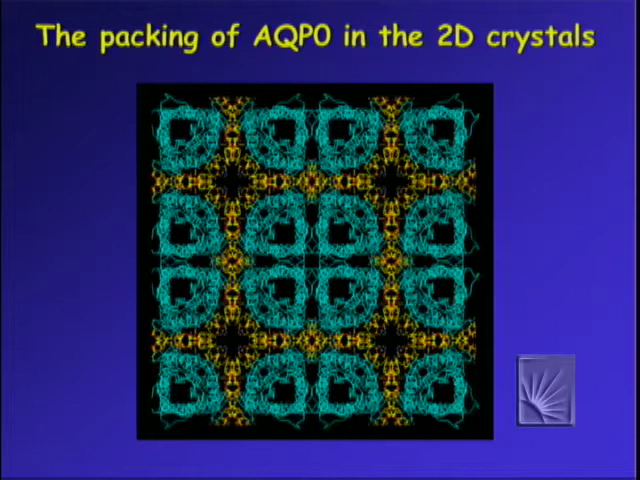 The packing of AQP0 in the 2D crystals